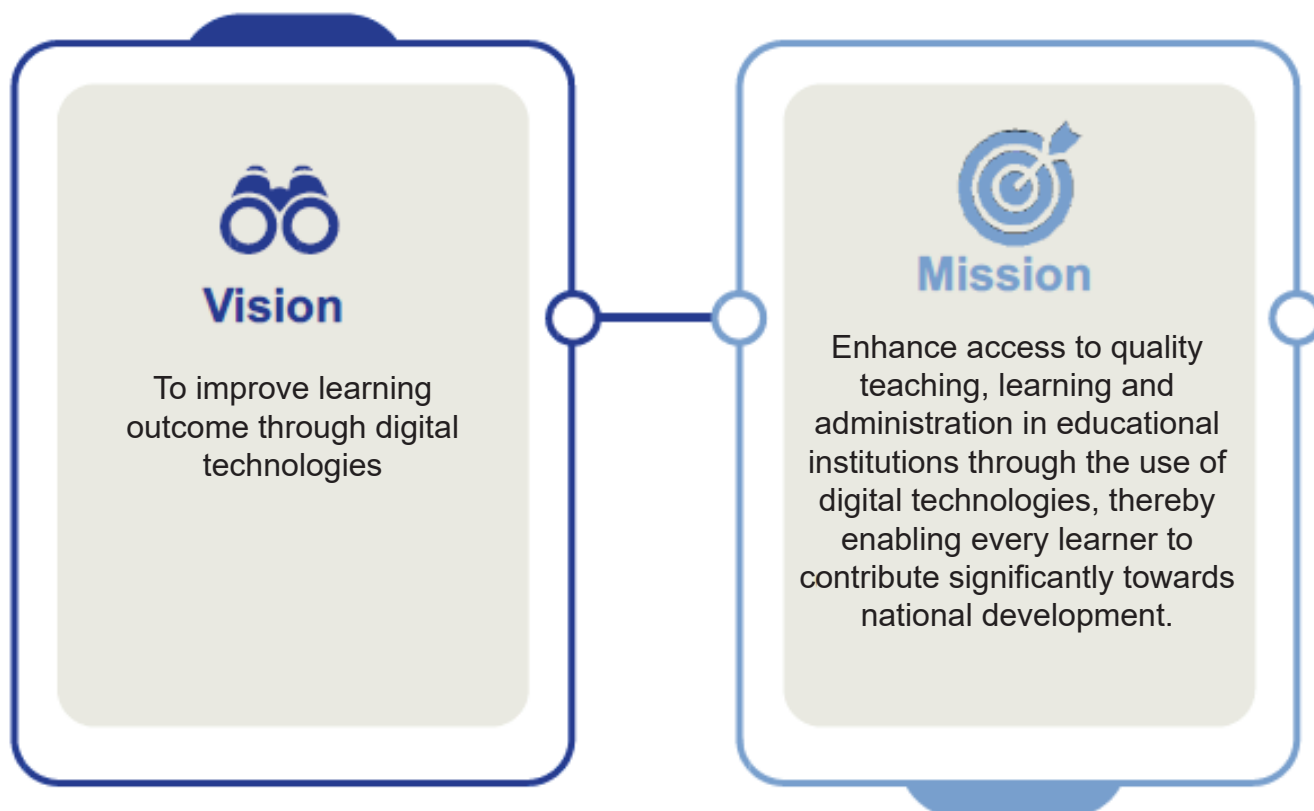 Vision
To improve learning
outcome through digital
technologies
Mission
Enhance access to quality
teaching, learning and
administration in educational
institutions through the use of
digital technologies, thereby
enabling every learner to
contribute significantly towards
national development.